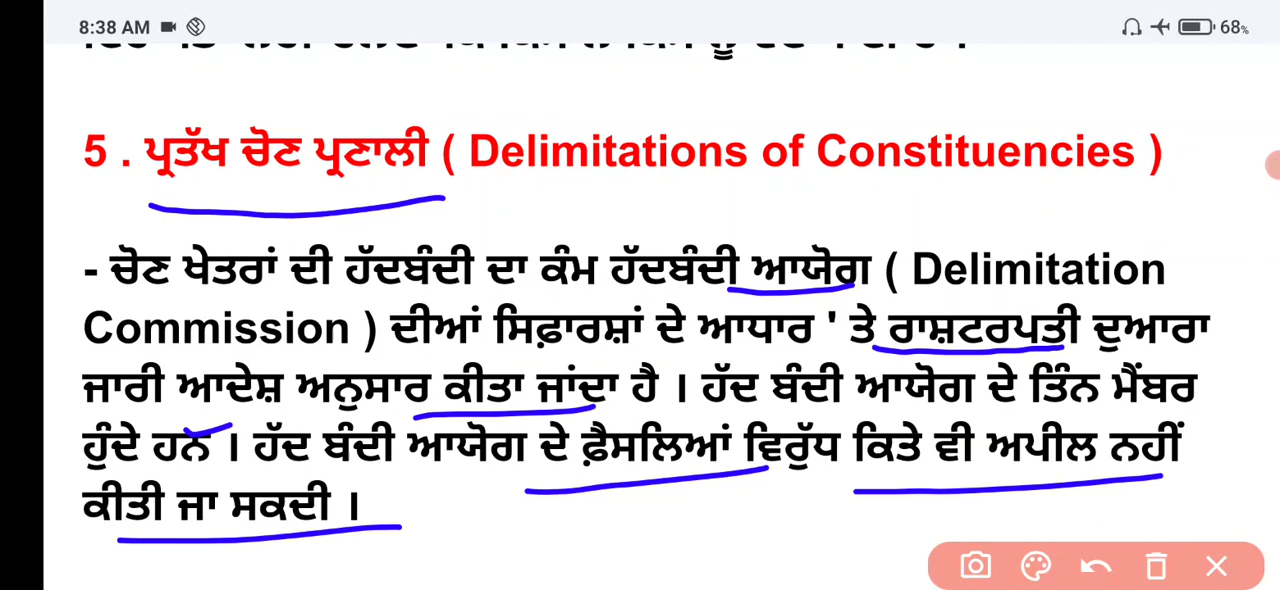 8:38 AM
68%
5 . ਪ੍ਰਤੱਖ ਚੋਣ ਪ੍ਰਣਾਲੀ ( Delimitations of Constituencies )
- ਚੋਣ ਖੇਤਰਾਂ ਦੀ ਹੱਦਬੰਦੀ ਦਾ ਕੰਮ ਹੱਦਬੰਦੀ ਆਯੋਗ ( Delimitation
Commission ) ਦੀਆਂ ਸਿਫ਼ਾਰਸ਼ਾਂ ਦੇ ਆਧਾਰ ' ਤੇ ਰਾਸ਼ਟਰਪਤੀ ਦੁਆਰਾ
ਜਾਰੀ ਆਦੇਸ਼ ਅਨੁਸਾਰ ਕੀਤਾ ਜਾਂਦਾ ਹੈ । ਹੱਦ ਬੰਦੀ ਆਯੋਗ ਦੇ ਤਿੰਨ ਮੈਂਬਰ
ਹੁੰਦੇ ਹਨ । ਹੱਦ ਬੰਦੀ ਆਯੋਗ ਦੇ ਫ਼ੈਸਲਿਆਂ ਵਿਰੁੱਧ ਕਿਤੇ ਵੀ ਅਪੀਲ ਨਹੀਂ
ਕੀਤੀ ਜਾ ਸਕਦੀ ।